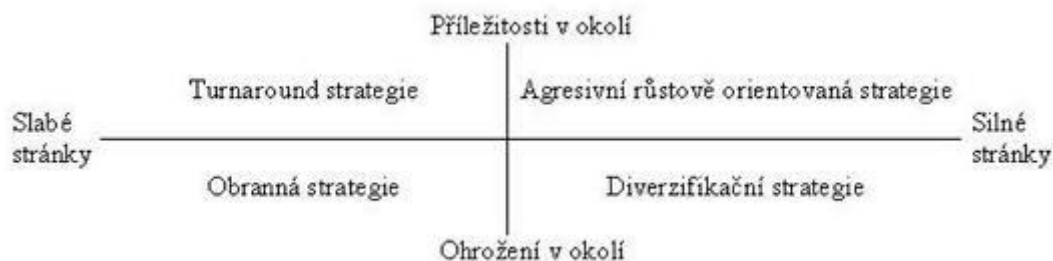 Příležitosti v okolí
Turnaround strategie
Agresivní růstově orientovaná strategie
Slabé
stránky
Silné
stránky
Obranná strategie
Diverzifikační strategie
Ohrožení v okolí